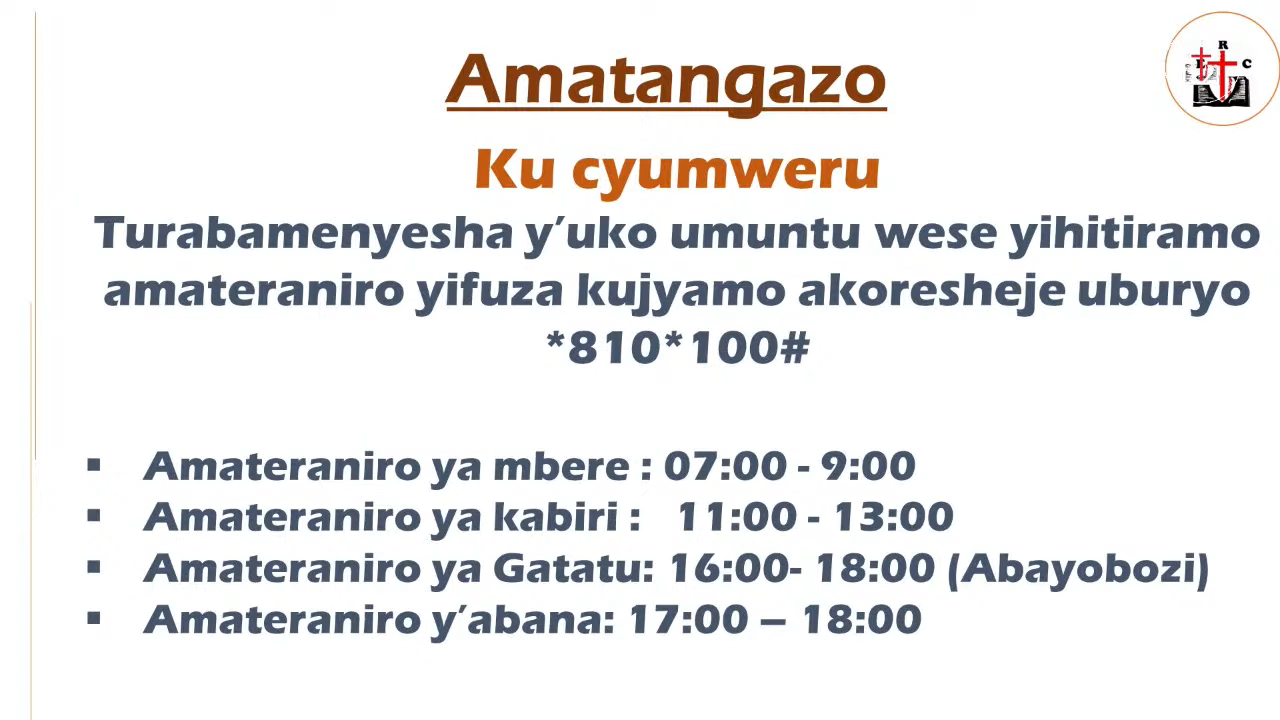 Amatangazo
Ku cyumweru
Turabamenyesha y’uko umuntu wese yihitiramo
amateraniro yifuza kujyamo akoresheje uburyo
*810*100#
▪ Amateraniro ya mbere : 07:00 - 9:00
▪ Amateraniro ya kabiri : 11:00 - 13:00
▪ Amateraniro ya Gatatu: 16:00- 18:00 (Abayobozi)
▪ Amateraniro y’abana: 17:00 – 18:00
E R C